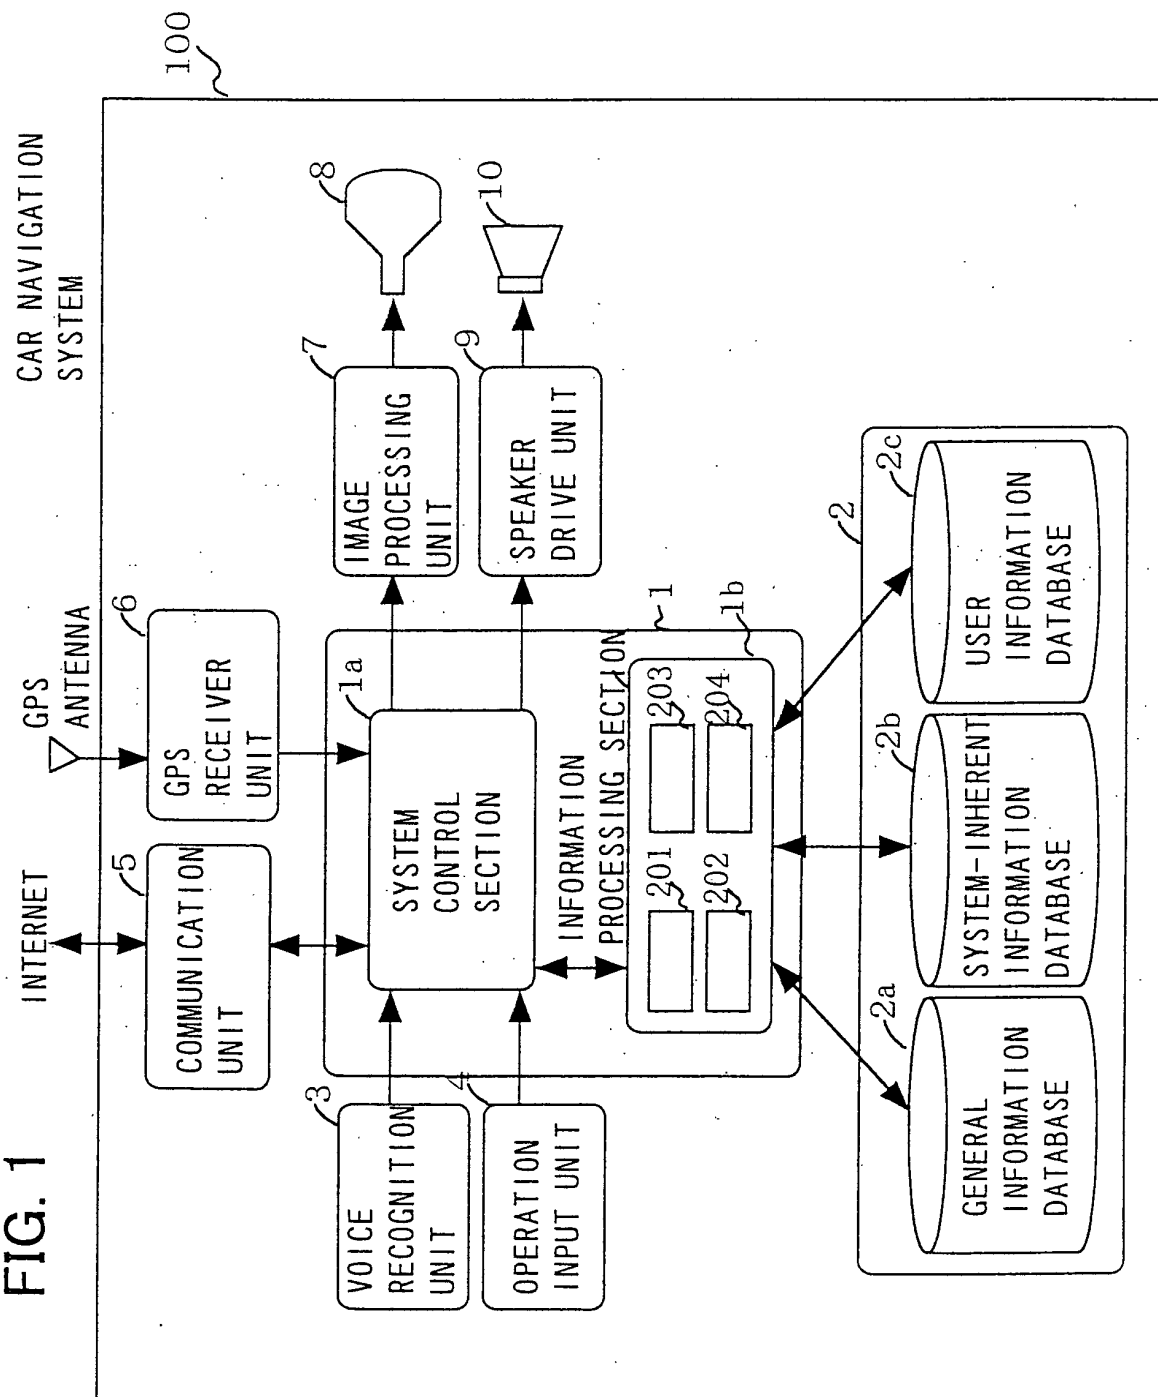 FIG. 1
CAR NAVIGATION
SYSTEM
100
INTERNET
GPS
ANTENNA
5
COMMUNICATION
UNIT
6
GPS
RECEIVER
UNIT
3
VOICE
RECOGNITION
UNIT
4
OPERATION
INPUT UNIT
1a
SYSTEM
CONTROL
SECTION
7
IMAGE
PROCESSING
UNIT
8
9
SPEAKER
DRIVE UNIT
10
1
INFORMATION
PROCESSING SECTION
1b
201
203
202
204
2
2a
GENERAL
INFORMATION
DATABASE
2b
SYSTEM-INHERENT
INFORMATION
DATABASE
2c
USER
INFORMATION
DATABASE